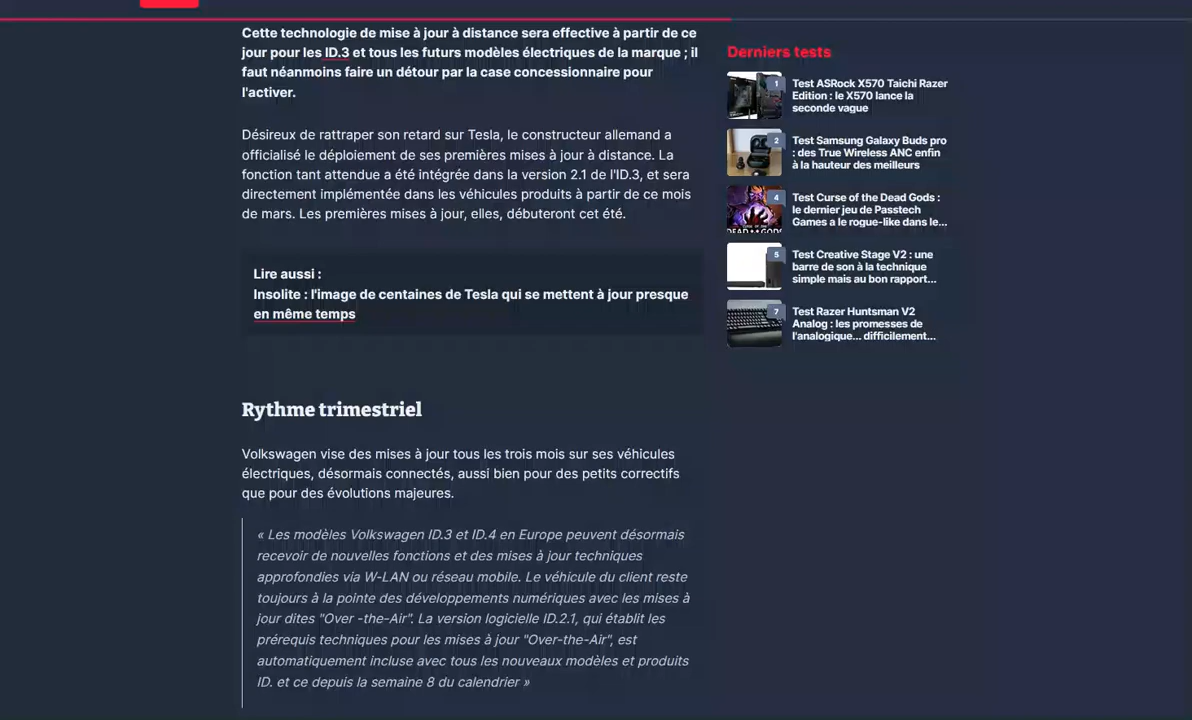 Cette technologie de mise à jour à distance sera effective à partir de ce
jour pour les ID.3 et tous les futurs modèles électriques de la marque ; il
faut néanmoins faire un détour par la case concessionnaire pour
l'activer.
Désireux de rattraper son retard sur Tesla, le constructeur allemand a
officialisé le déploiement de ses premières mises à jour à distance. La
fonction tant attendue a été intégrée dans la version 2.1 de l'ID.3, et sera
directement implémentée dans les véhicules produits à partir de ce mois
de mars. Les premières mises à jour, elles, débuteront cet été.
Lire aussi :
Insolite : l'image de centaines de Tesla qui se mettent à jour presque
en même temps
Rythme trimestriel
Volkswagen vise des mises à jour tous les trois mois sur ses véhicules
électriques, désormais connectés, aussi bien pour des petits correctifs
que pour des évolutions majeures.
« Les modèles Volkswagen ID.3 et ID.4 en Europe peuvent désormais
recevoir de nouvelles fonctions et des mises à jour techniques
approfondies via W-LAN ou réseau mobile. Le véhicule du client reste
toujours à la pointe des développements numériques avec les mises à
jour dites "Over -the-Air". La version logicielle ID.2.1, qui établit les
prérequis techniques pour les mises à jour "Over-the-Air", est
automatiquement incluse avec tous les nouveaux modèles et produits
ID. et ce depuis la semaine 8 du calendrier »
Derniers tests
1
Test ASRock X570 Taichi Razer
Edition : le X570 lance la
seconde vague
2
Test Samsung Galaxy Buds pro
: des True Wireless ANC enfin
à la hauteur des meilleurs
4
DEAD GODS
Test Curse of the Dead Gods :
le dernier jeu de Passtech
Games a le rogue-like dans le...
5
Test Creative Stage V2 : une
barre de son à la technique
simple mais au bon rapport...
7
Test Razer Huntsman V2
Analog : les promesses de
l'analogique... difficilement...